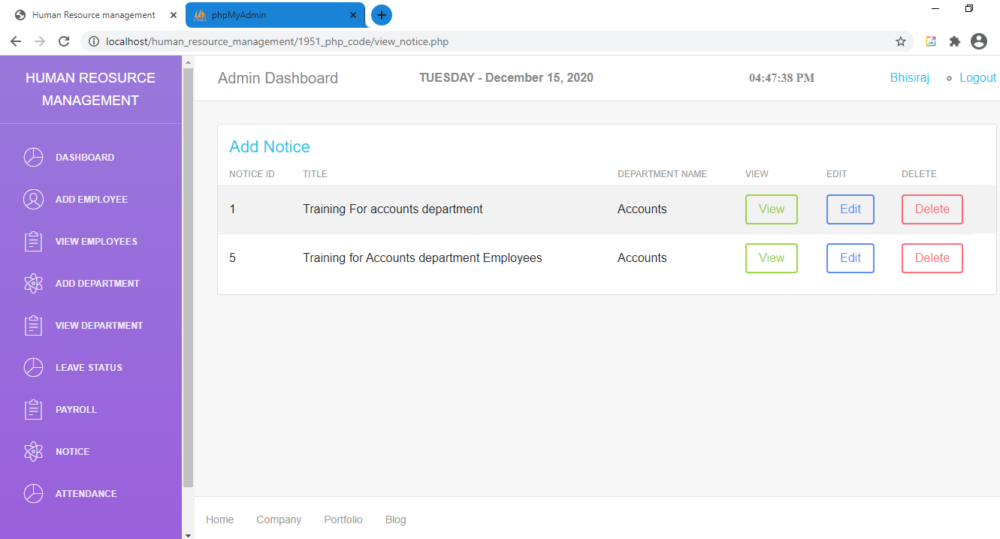 Human Resource management
phpMyAdmin
localhost/human_resource_management/1951_php_code/view_notice.php
HUMAN REOSURCE
MANAGEMENT
Admin Dashboard TUESDAY - December 15, 2020 04:47:38 PM Bhisiraj Logout
DASHBOARD
ADD EMPLOYEE
VIEW EMPLOYEES
ADD DEPARTMENT
VIEW DEPARTMENT
LEAVE STATUS
PAYROLL
NOTICE
ATTENDANCE
Add Notice
NOTICE ID TITLE DEPARTMENT NAME VIEW EDIT DELETE
1 Training For accounts department Accounts View Edit Delete
5 Training for Accounts department Employees Accounts View Edit Delete
Home Company Portfolio Blog